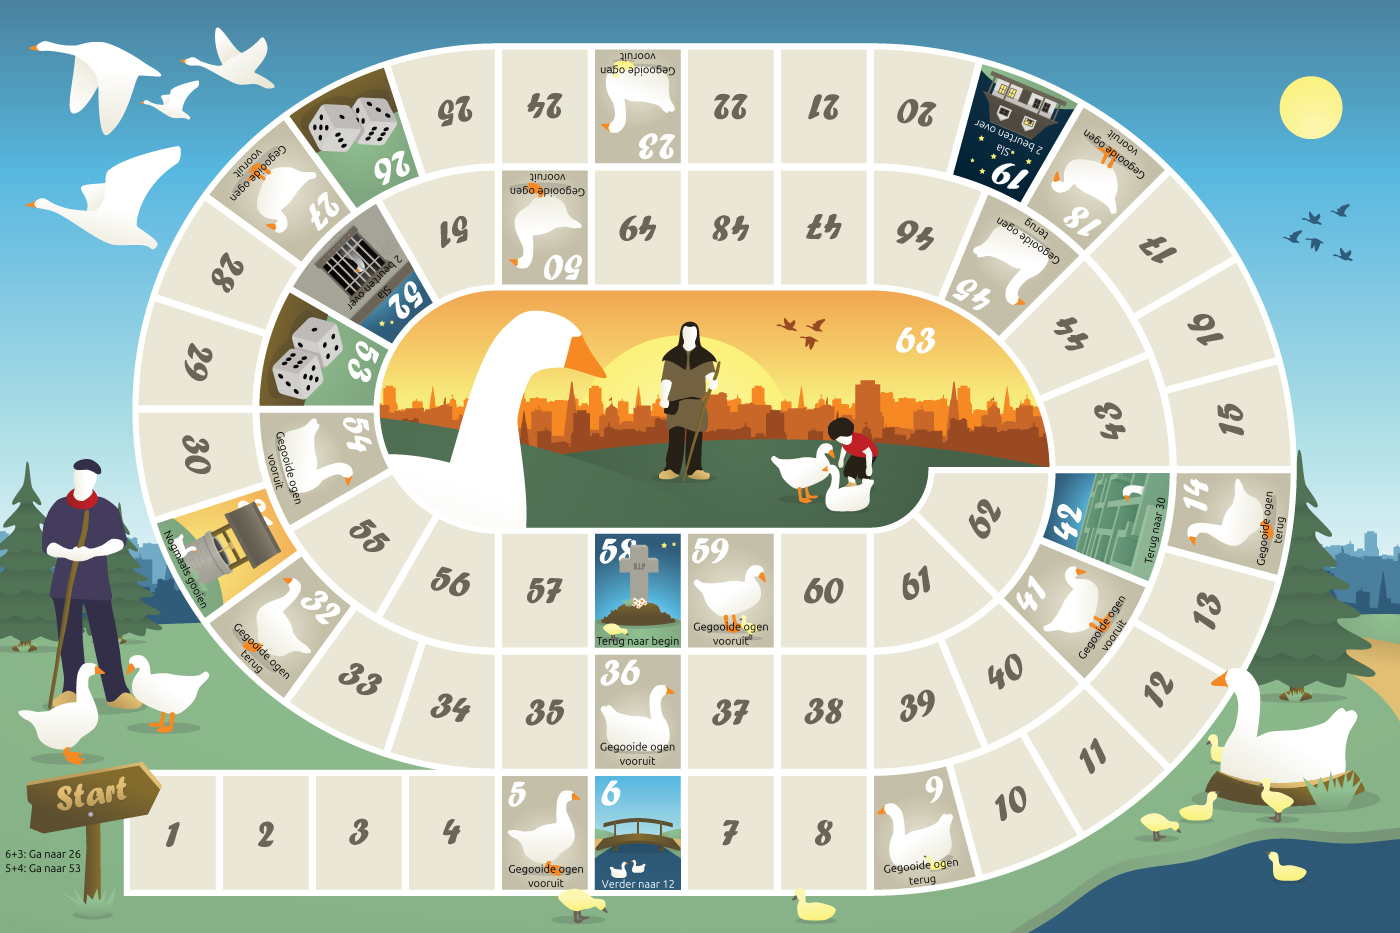 Start
6+3: Ga naar 26
5+4: Ga naar 53
1
2
3
4
5
Gegooide ogen
vooruit
6
Verder naar 12
7
8
9
Gegooide ogen
terug
10
11
12
13
14
Gegooide ogen
terug
15
16
17
18
Gegooide ogen
vooruit
19
Sla
2 beurten over
20
21
22
23
Gegooide ogen
vooruit
24
25
26
27
Gegooide ogen
vooruit
28
29
30
Nogmaals gooien
32
Gegooide ogen
terug
33
34
35
36
Gegooide ogen
vooruit
37
38
39
40
41
Gegooide ogen
vooruit
42
Terug naar 30
43
44
45
Gegooide ogen
terug
46
47
48
49
50
Gegooide ogen
vooruit
51
52
Sla
2 beurten over
53
54
Gegooide ogen
vooruit
55
56
57
58
R.I.P
Terug naar begin
59
Gegooide ogen
vooruit
60
61
62
63